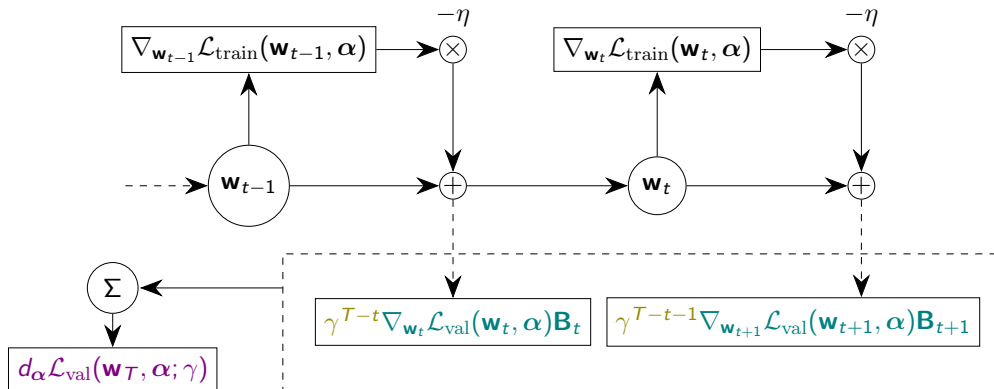 −η −η
∇_{𝐰_{t−1}} ℒ_train(𝐰_{t−1}, 𝜶) × ∇_{𝐰_t} ℒ_train(𝐰_t, 𝜶) ×
𝐰_{t−1} + 𝐰_t +
Σ
γ^{T−t} ∇_{𝐰_t} ℒ_val(𝐰_t, 𝜶) 𝐁_t γ^{T−t−1} ∇_{𝐰_{t+1}} ℒ_val(𝐰_{t+1}, 𝜶) 𝐁_{t+1}
d_𝜶 ℒ_val(𝐰_T, 𝜶; γ)